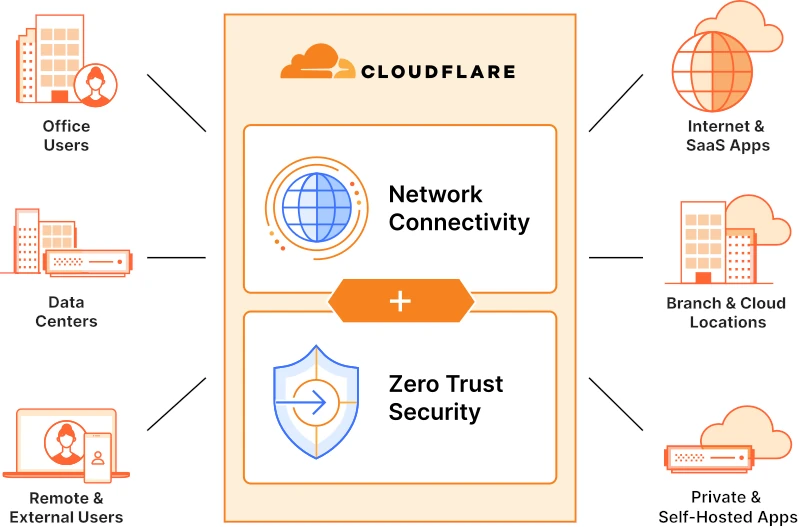 CLOUDFLARE
Office
Users
Data
Centers
Remote &
External Users
Network
Connectivity
+
Zero Trust
Security
Internet &
SaaS Apps
Branch & Cloud
Locations
Private &
Self-Hosted Apps